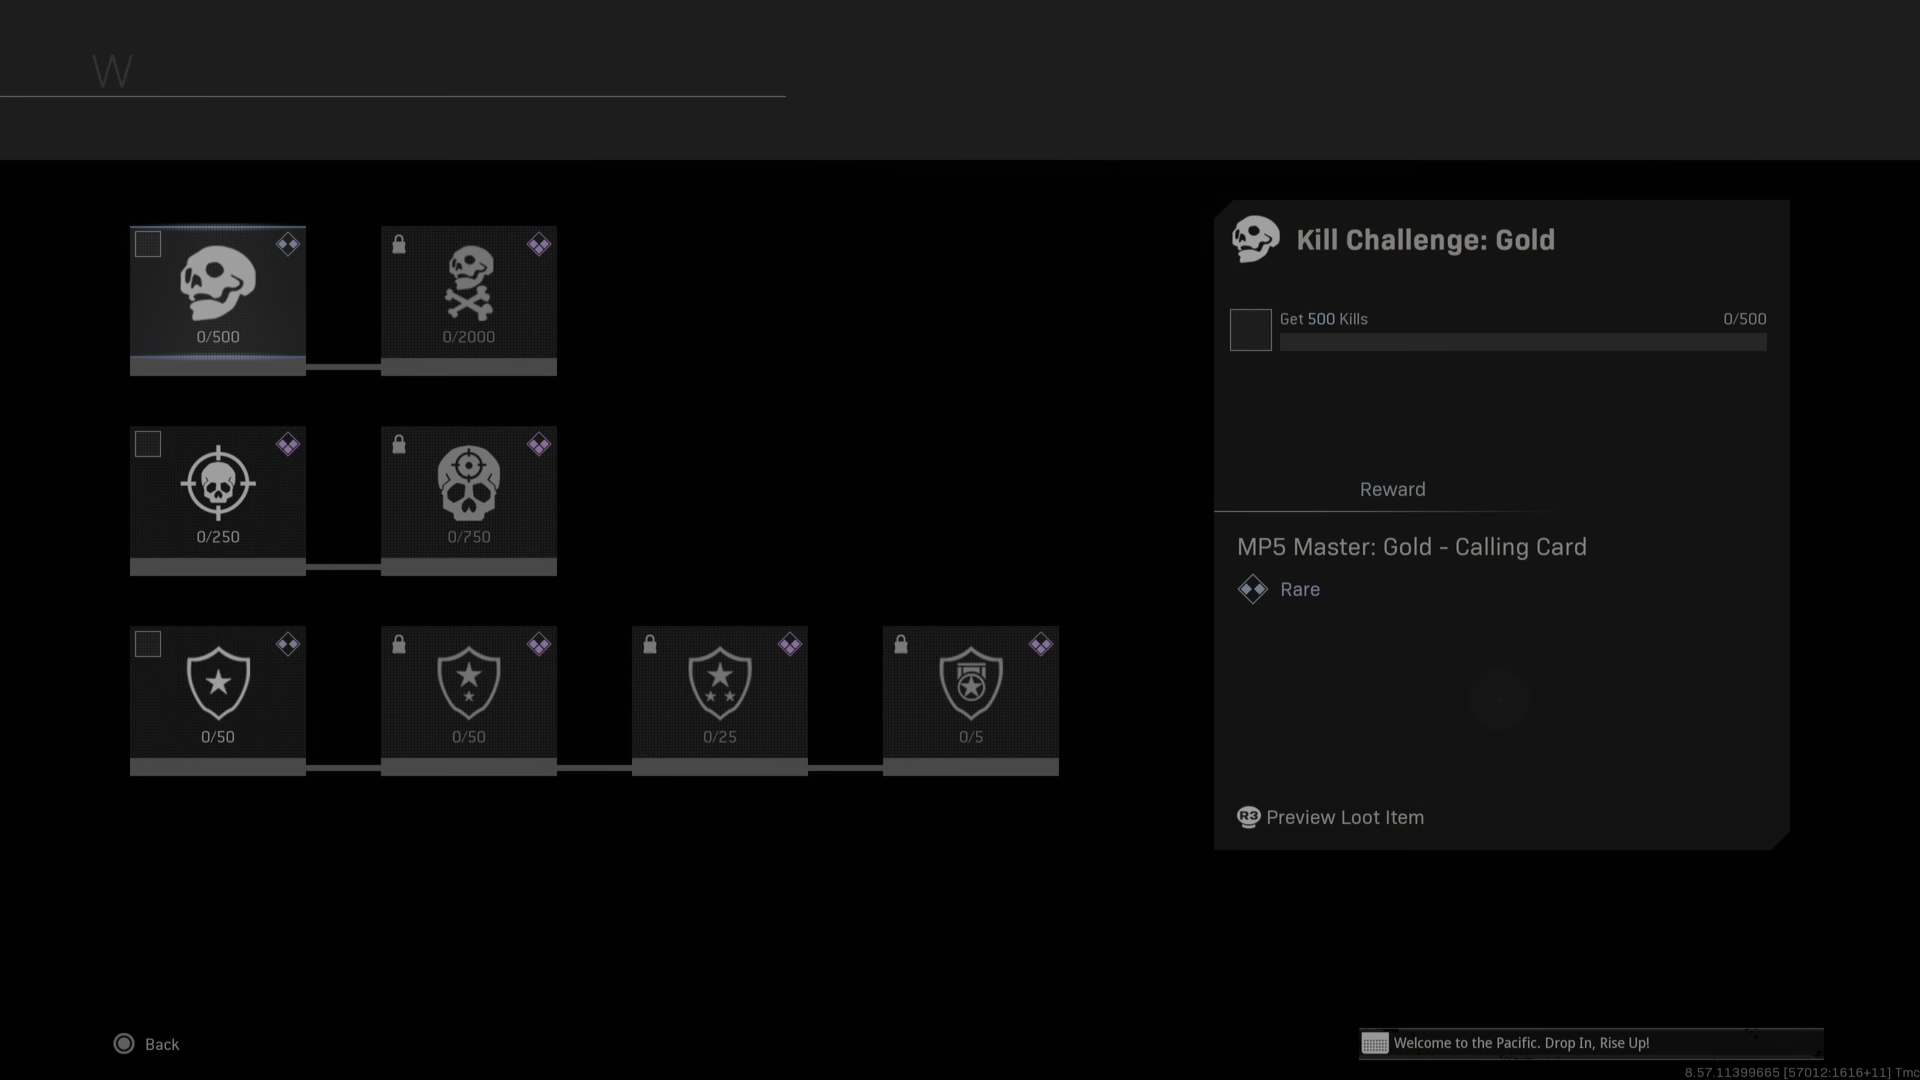 W
0/500
0/2000
0/250
0/750
0/50
0/50
0/25
0/5
Kill Challenge: Gold
Get 500 Kills
0/500
Reward
MP5 Master: Gold - Calling Card
Rare
R3 Preview Loot Item
Back
Welcome to the Pacific. Drop In, Rise Up!
8.57.11399665 [57012:1616+11] Tmc